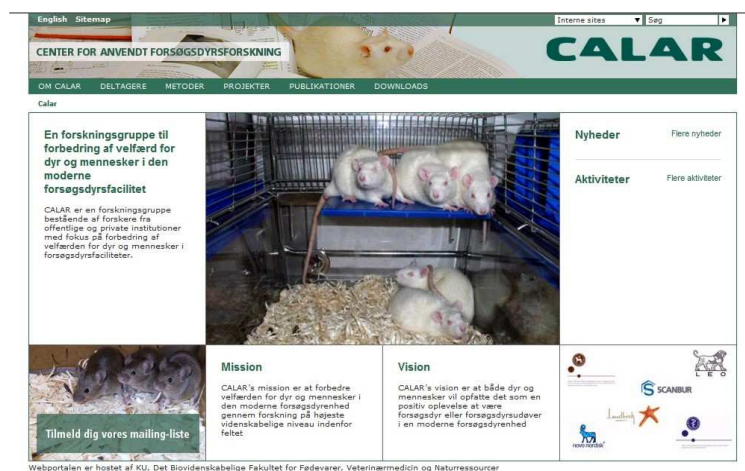 English Sitemap
Interne sites
Søg
CENTER FOR ANVENDT FORSØGSDYRSFORSKNING
CALAR
OM CALAR DELTAGERE METODER PROJEKTER PUBLIKATIONER DOWNLOADS
Calar
En forskningsgruppe til
forbedring af velfærd for
dyr og mennesker i den
moderne
forsøgsdyrsfacilitet
CALAR er en forskningsgruppe
bestående af forskere fra
offentlige og private institutioner
med fokus på forbedring af
velfærden for dyr og mennesker i
forsøgsdyrsfaciliteter.
Nyheder Flere nyheder
Aktiviteter Flere aktiviteter
Tilmeld dig vores mailing-liste
Mission
CALAR's mission er at forbedre
velfærden for dyr og mennesker i
den moderne forsøgsdyrenhed
gennem forskning på højeste
videnskabelige niveau indenfor
feltet
Vision
CALAR's vision er at både dyr og
mennesker vil opfatte det som en
positiv oplevelse at være
forsøgsdyr eller forsøgsdyrsudøver
i en moderne forsøgsdyrenhed
LEO
SCANBUR
Lundbeck
novo nordisk
Webportalen er hostet af KU, Det Biovidenskabelige Fakultet for Fødevarer, Veterinærmedicin og Naturressourcer